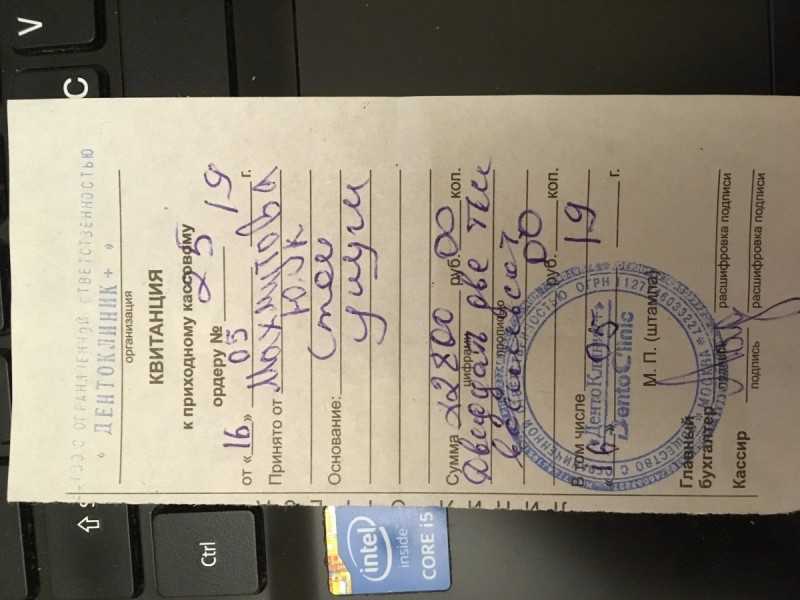 С ОГРАНИЧЕННОЙ ОТВЕТСТВЕННОСТЬЮ
" ДЕНТОКЛИНИК+ "
организация
КВИТАНЦИЯ
к приходному кассовому
ордеру № 25
от « 16 » 05 19 г.
Принято от Махмутова
Ю.К
Основание: Стом
услуги
Сумма 22800 руб. 00 коп.
цифрами
Двадцать две тыс
прописью
восемьсот
руб. 00 коп.
В том числе
ДентоКлиник
« 16 » 05 19 г.
DentoClinic
МОСКВА
М. П. (штампа)
Главный
бухгалтер
подпись расшифровка подписи
Кассир
подпись расшифровка подписи
V
C
Ctrl
intel
inside
CORE i5